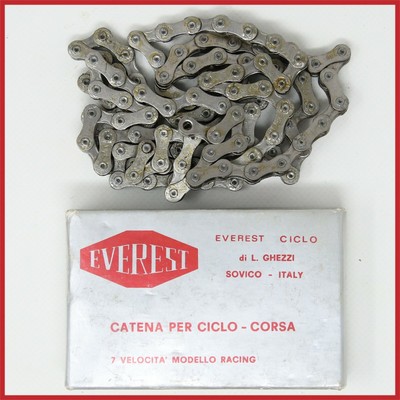 EVEREST
EVEREST CICLO
di L. GHEZZI
SOVICO - ITALY
CATENA PER CICLO - CORSA
7 VELOCITA' MODELLO RACING